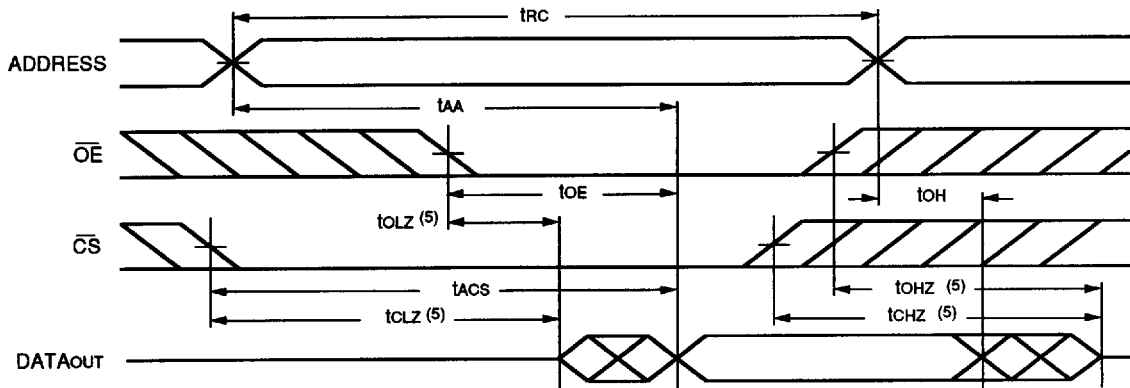 tRC
ADDRESS
tAA
OE
tOE
tOH
tOLZ (5)
CS
tACS
tOHZ (5)
tCLZ (5)
tCHZ (5)
DATAOUT